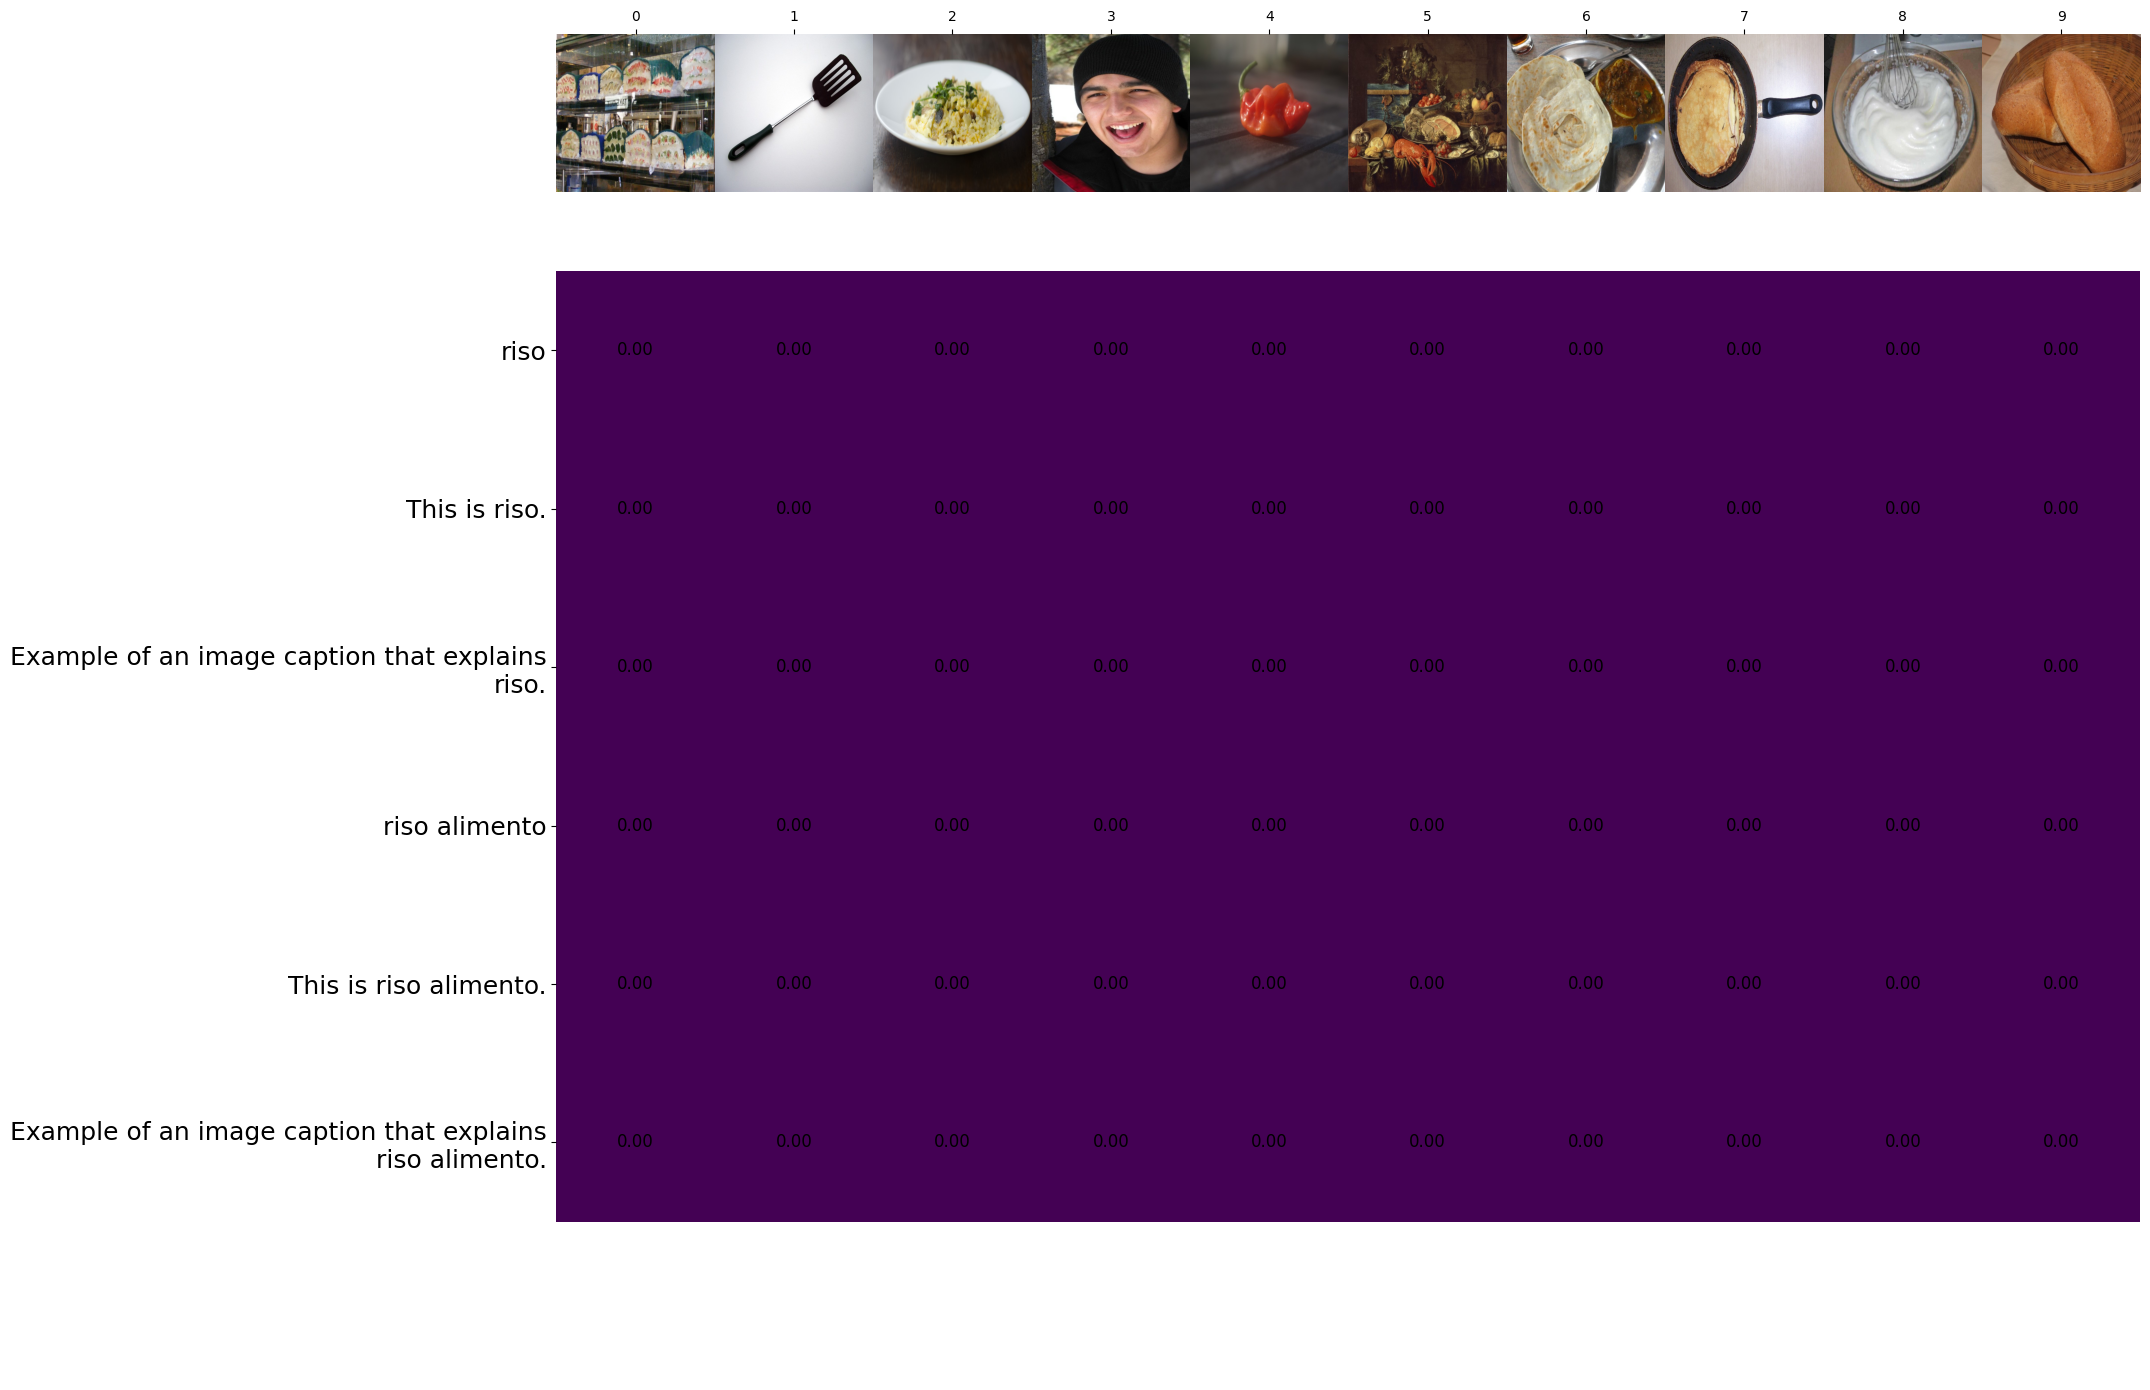 0 1 2 3 4 5 6 7 8 9
riso 0.00 0.00 0.00 0.00 0.00 0.00 0.00 0.00 0.00 0.00
This is riso. 0.00 0.00 0.00 0.00 0.00 0.00 0.00 0.00 0.00 0.00
Example of an image caption that explains
riso. 0.00 0.00 0.00 0.00 0.00 0.00 0.00 0.00 0.00 0.00
riso alimento 0.00 0.00 0.00 0.00 0.00 0.00 0.00 0.00 0.00 0.00
This is riso alimento. 0.00 0.00 0.00 0.00 0.00 0.00 0.00 0.00 0.00 0.00
Example of an image caption that explains
riso alimento. 0.00 0.00 0.00 0.00 0.00 0.00 0.00 0.00 0.00 0.00